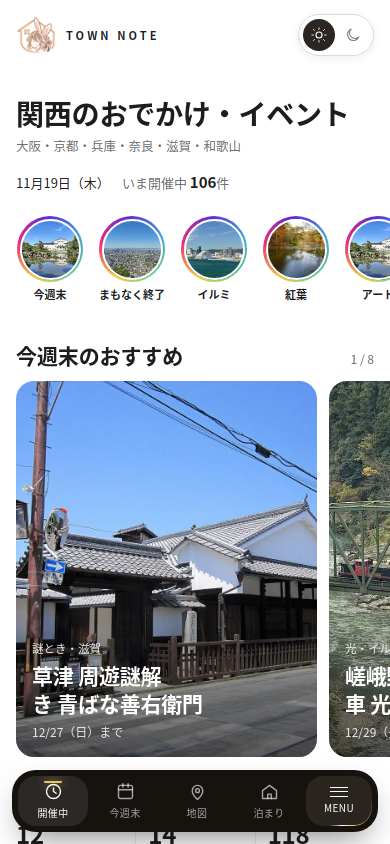 TOWN NOTE
関西のおでかけ・イベント
大阪・京都・兵庫・奈良・滋賀・和歌山
11月19日（木） いま開催中 106件
今週末 まもなく終了 イルミ 紅葉 アート
今週末のおすすめ 1 / 8
謎とき・滋賀
草津 周遊謎解
き 青ばな善右衛門
12/27（日）まで
光・イル
嵯峨野
車 光
12/29（
開催中 今週末 地図 泊まり MENU
12 14 118